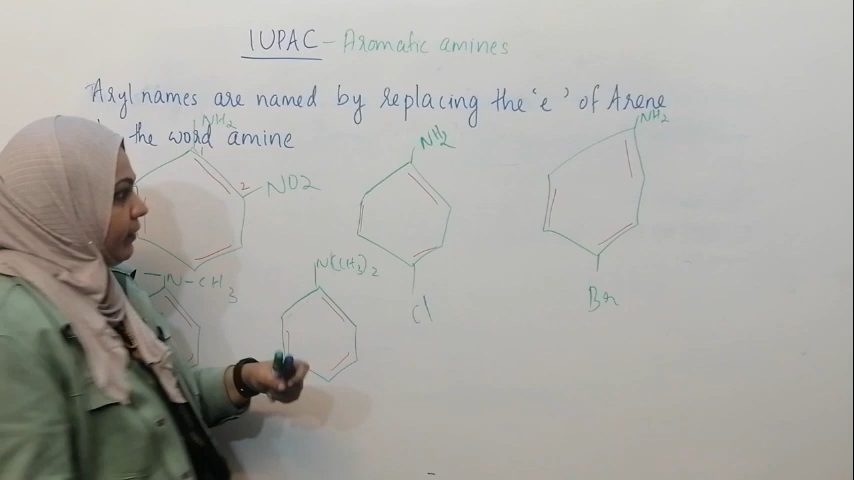 IUPAC - Aromatic amines
Aryl names are named by replacing the 'e' of Arene
the word amine
NH2
NH2
NH2
2
NO2
N(CH3)2
N-CH3
Cl
Br